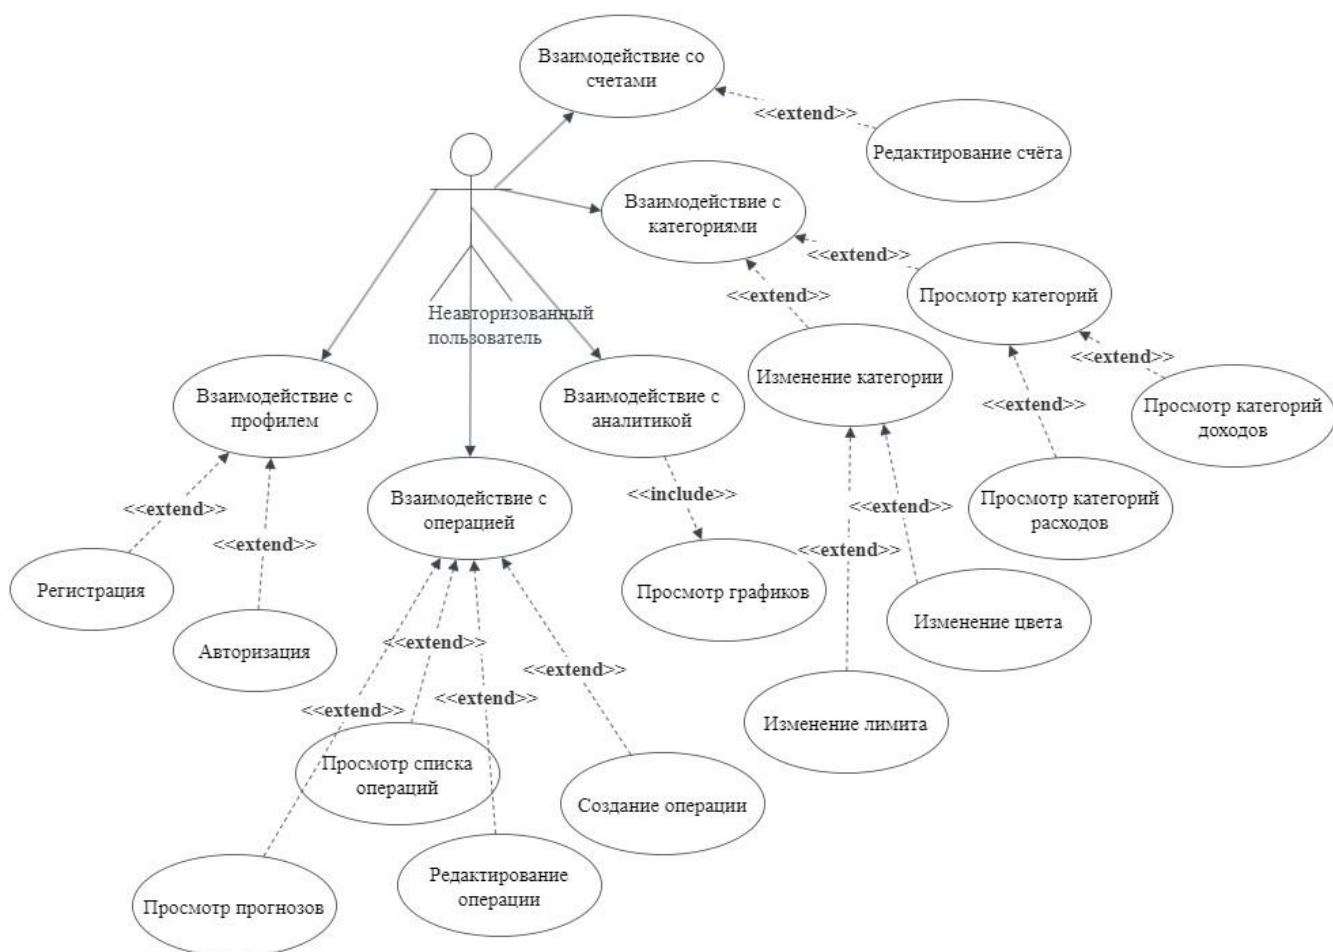 Взаимодействие со
счетами
<<extend>>
Редактирование счёта
Взаимодействие с
категориями
<<extend>>
<<extend>>
Просмотр категорий
Неавторизованный
пользователь
Взаимодействие с
профилем
Взаимодействие с
аналитикой
Изменение категории
<<extend>>
<<extend>>
Просмотр категорий
доходов
<<extend>>
Взаимодействие с
операцией
<<include>>
<<extend>>
Просмотр категорий
расходов
<<extend>>
<<extend>>
Регистрация
Просмотр графиков
Изменение цвета
Авторизация
<<extend>>
<<extend>>
<<extend>>
<<extend>>
Изменение лимита
Просмотр списка
операций
Создание операции
Редактирование
операции
Просмотр прогнозов